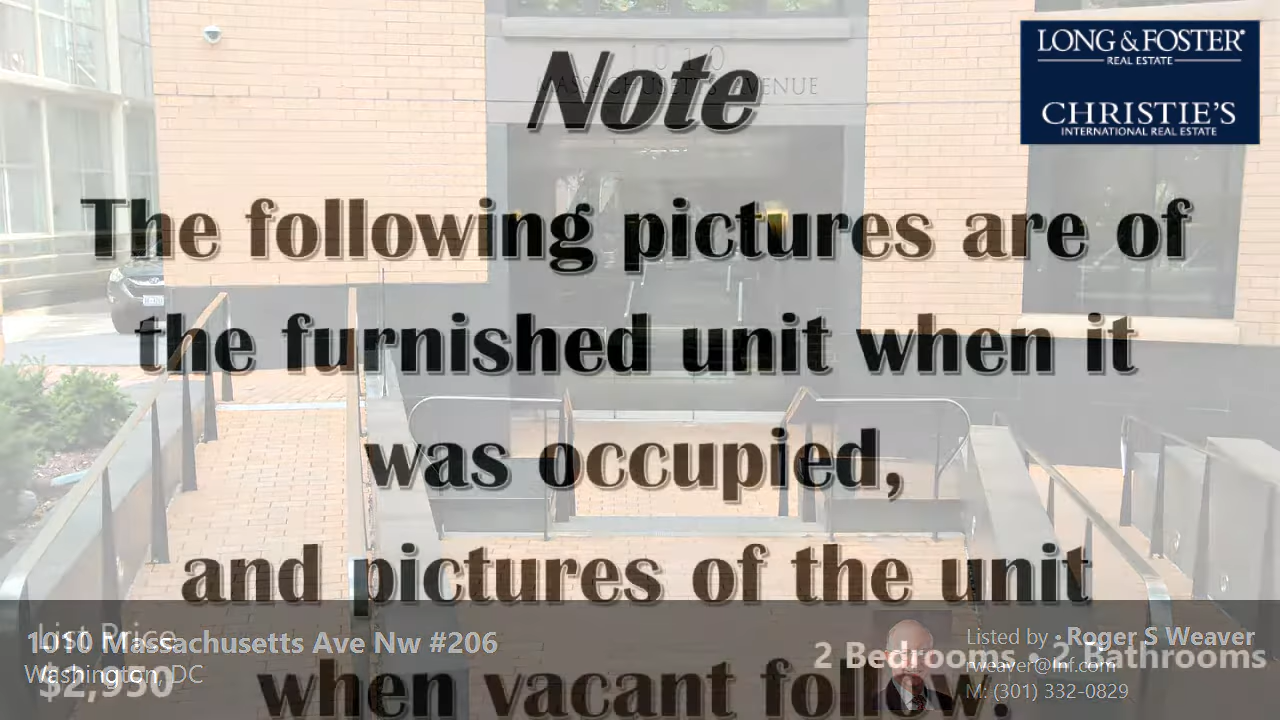 LONG & FOSTER®
REAL ESTATE
CHRISTIE'S
INTERNATIONAL REAL ESTATE
1010
MASSACHUSETTS AVENUE
Note
The following pictures are of
the furnished unit when it
was occupied,
and pictures of the unit
when vacant follow.
List Price
$2,950
1010 Massachusetts Ave Nw #206
Washington, DC
2 Bedrooms • 2 Bathrooms
Listed by : Roger S Weaver
rweaver@lnf.com
M: (301) 332-0829